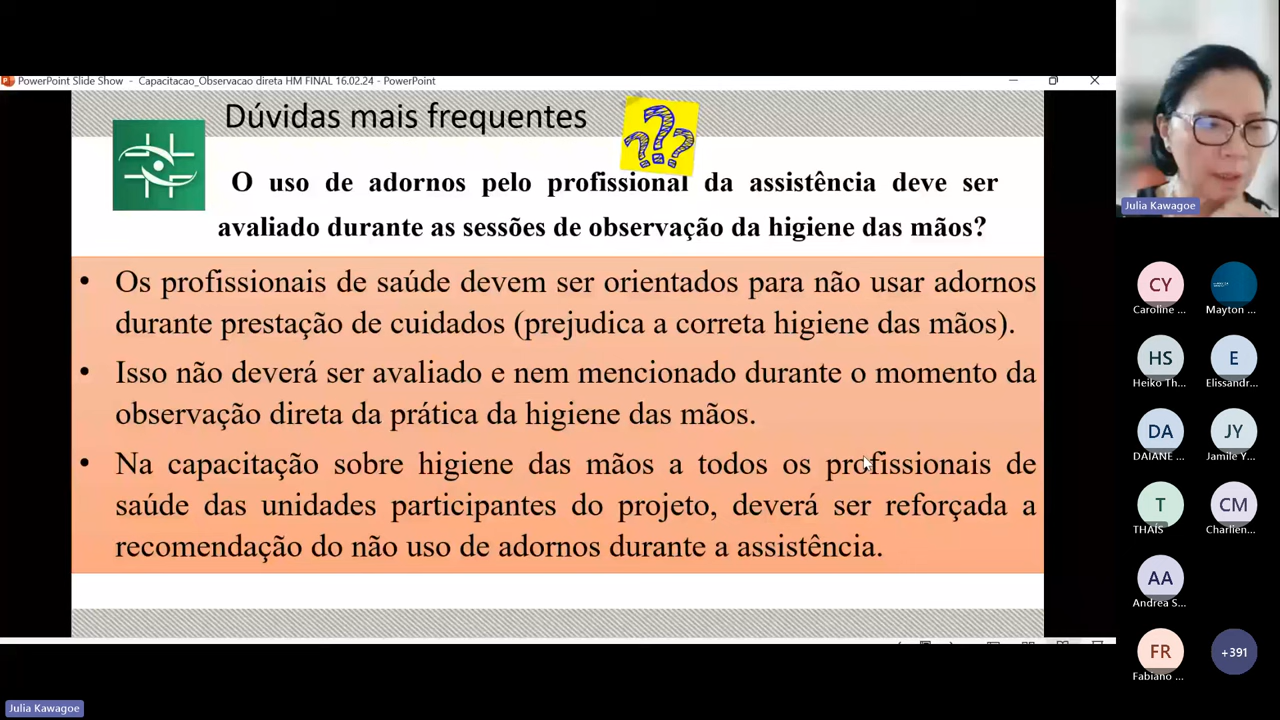 PowerPoint Slide Show - Capacitacao_Observacao direta HM FINAL 16.02.24 - PowerPoint
Dúvidas mais frequentes
???
O uso de adornos pelo profissional da assistência deve ser
avaliado durante as sessões de observação da higiene das mãos?
• Os profissionais de saúde devem ser orientados para não usar adornos
durante prestação de cuidados (prejudica a correta higiene das mãos).
• Isso não deverá ser avaliado e nem mencionado durante o momento da
observação direta da prática da higiene das mãos.
• Na capacitação sobre higiene das mãos a todos os profissionais de
saúde das unidades participantes do projeto, deverá ser reforçada a
recomendação do não uso de adornos durante a assistência.
Julia Kawagoe
CY
Caroline ...
Mayton ...
HS
Heiko Th...
E
Elissandr...
DA
DAIANE ...
JY
Jamile Y...
T
THAÍS
CM
Charlien...
AA
Andrea S...
FR
Fabiano ...
+391
Julia Kawagoe